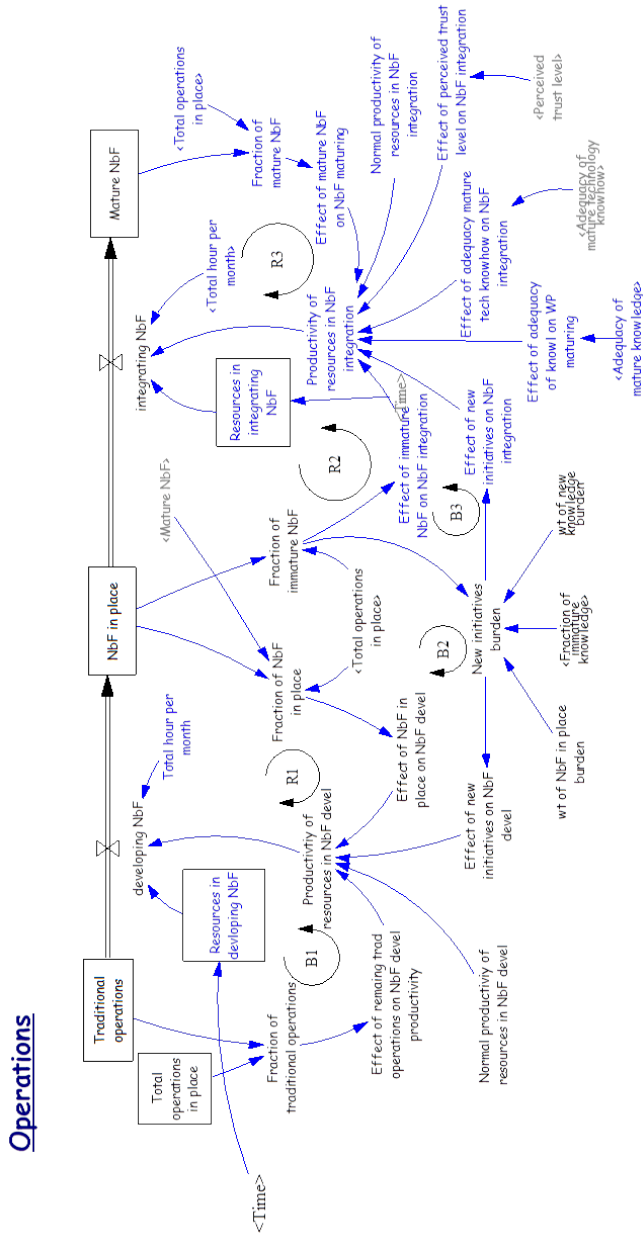 Operations
Traditional
operations
NbF in place
Mature NbF
developing NbF
Total hour per
month
integrating NbF
<Total hour per
month>
<Total operations
in place>
<Mature NbF>
Total
operations
in place
Resources in
devloping NbF
Resources in
integrating
NbF
<Time>
Fraction of
traditional operations
B1
Productivtiy of
resources in NbF devel
R1
Fraction of NbF
in place
Fraction of
immature NbF
R2
Productivity of
resources in NbF
integration
R3
Fraction of
mature NbF
Effect of mature NbF
on NbF maturing
Normal productivity of
resources in NbF
integration
Effect of remaing trad
operations on NbF devel
productivity
Effect of NbF in
place on NbF devel
<Total operations
in place>
Time>
Effect of immature
NbF on NbF integration
Effect of perceived trust
level on NbF integration
Normal productiviy of
resources in NbF devel
Effect of new
initiatives on NbF
devel
B2
New initiatives
burden
B3
Effect of new
initiatives on NbF
integration
Effect of adequacy mature
tech knowhow on NbF
integration
<Perceived
trust level>
Effect of adequacy
of knowl on WP
maturing
<Adequacy of
mature technology
knowhow>
wt of NbF in place
burden
<Fraction of
immature
knowledge>
wt of new
knowledge
burden
<Adequacy of
mature knowledge>